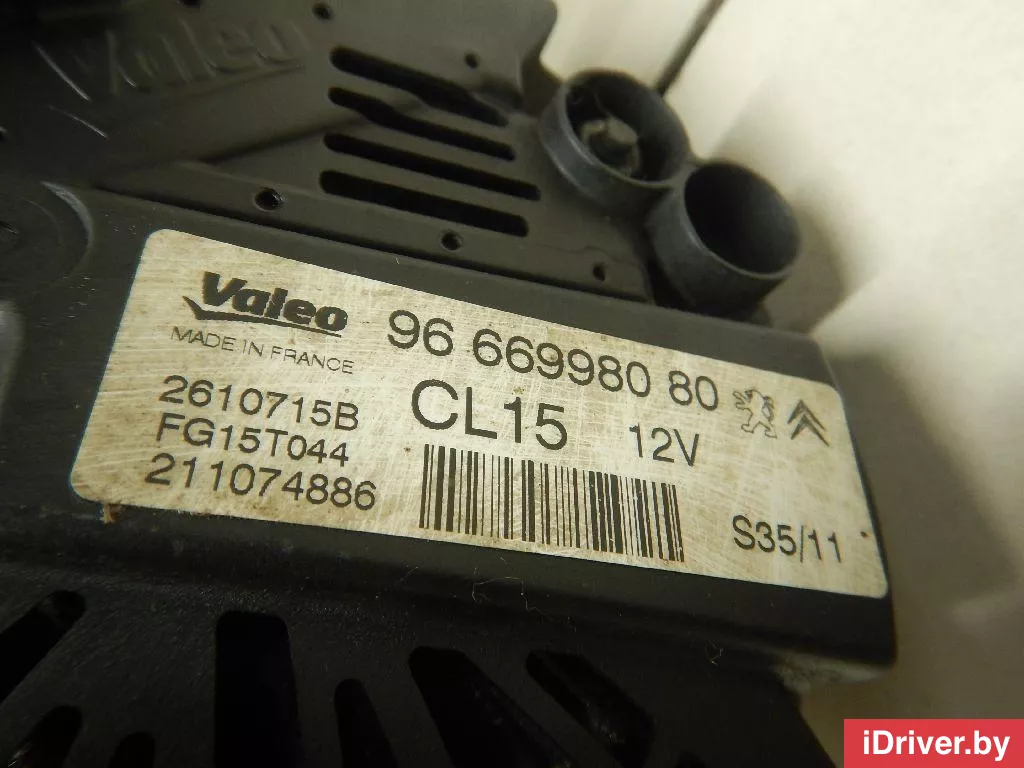 Valeo
Valeo
MADE IN FRANCE
96 669980 80
2610715B
CL15
12V
FG15T044
211074886
S35/11
iDriver.by